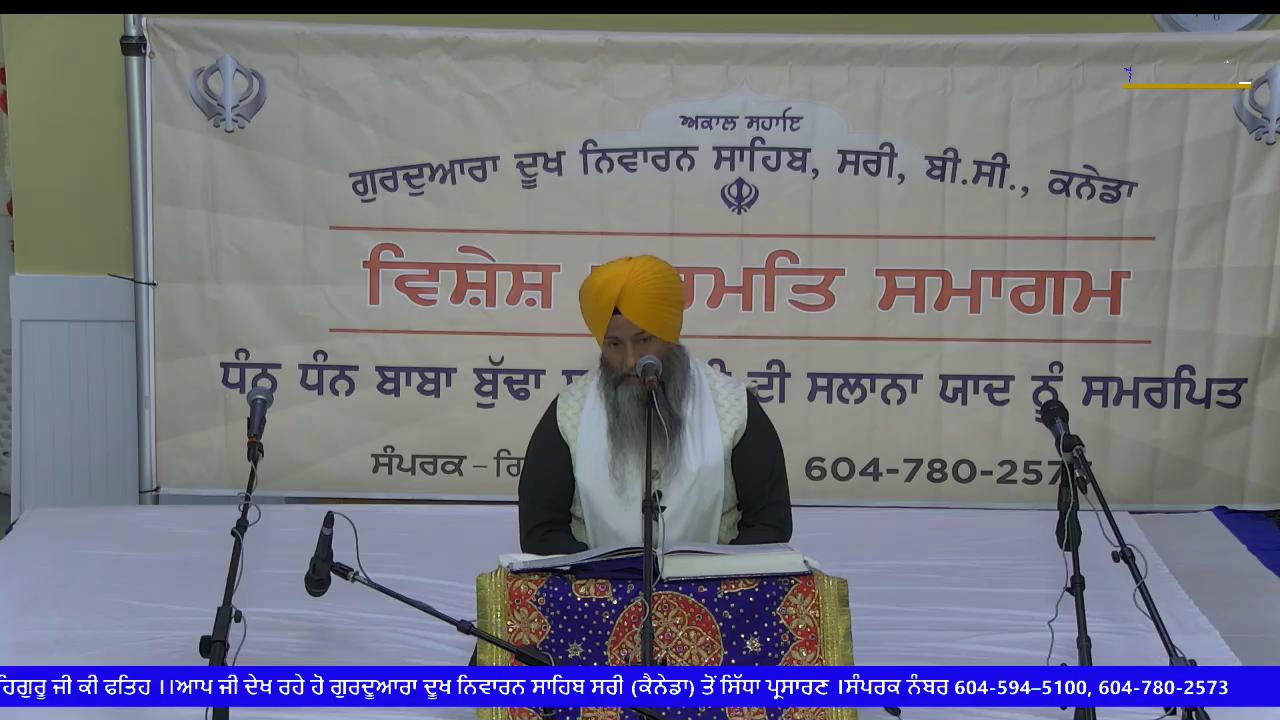 ਅਕਾਲ ਸਹਾਇ
ਗੁਰਦੁਆਰਾ ਦੂਖ ਨਿਵਾਰਨ ਸਾਹਿਬ, ਸਰੀ, ਬੀ.ਸੀ., ਕਨੇਡਾ
ਵਿਸ਼ੇਸ਼ ਸਮਾਗਮ
ਧੰਨ ਧੰਨ ਬਾਬਾ ਬੁੱਢਾ ਦੀ ਸਲਾਨਾ ਯਾਦ ਨੂੰ ਸਮਰਪਿਤ
ਸੰਪਰਕ – 604-780-257
ਜੀ ਕੀ ਫਤਿਹ ।।ਆਪ ਜੀ ਦੇਖ ਰਹੇ ਹੋ ਗੁਰਦੂਆਰਾ ਦੂਖ ਨਿਵਾਰਨ ਸਾਹਿਬ ਸਰੀ (ਕੈਨੇਡਾ) ਤੋਂ ਸਿੱਧਾ ਪ੍ਰਸਾਰਣ ।ਸੰਪਰਕ ਨੰਬਰ 604-594–5100, 604-780-2573